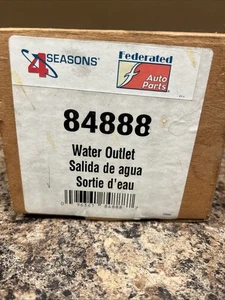 4 SEASONS®
Federated
Auto
Parts
84888
Water Outlet
Salida de agua
Sortie d'eau